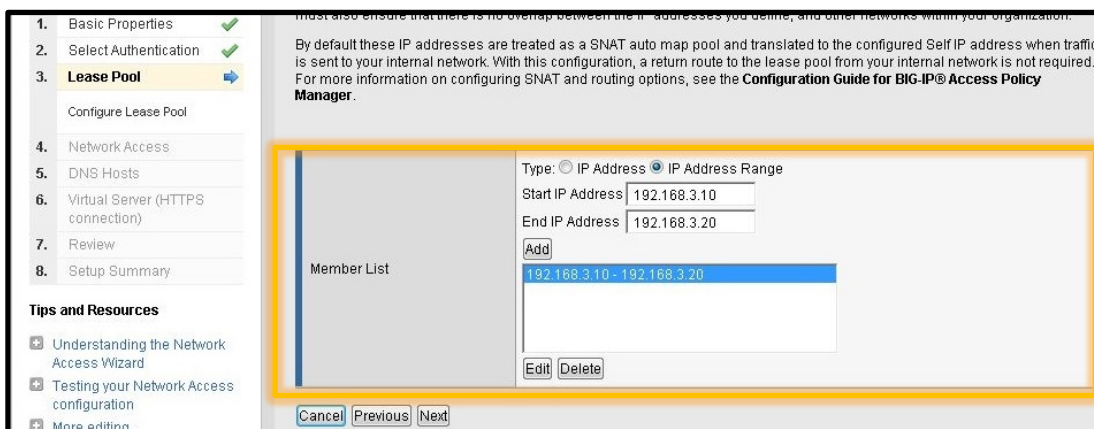 1. Basic Properties
2. Select Authentication
3. Lease Pool
Configure Lease Pool
4. Network Access
5. DNS Hosts
6. Virtual Server (HTTPS
connection)
7. Review
8. Setup Summary
Tips and Resources
Understanding the Network
Access Wizard
Testing your Network Access
configuration
More editing
must also ensure that there is no overlap between the IP addresses you define, and other networks within your organization.
By default these IP addresses are treated as a SNAT auto map pool and translated to the configured Self IP address when traffic
is sent to your internal network. With this configuration, a return route to the lease pool from your internal network is not required.
For more information on configuring SNAT and routing options, see the Configuration Guide for BIG-IP® Access Policy
Manager.
Member List
Type: IP Address IP Address Range
Start IP Address 192.168.3.10
End IP Address 192.168.3.20
Add
192.168.3.10 - 192.168.3.20
Edit Delete
Cancel Previous Next